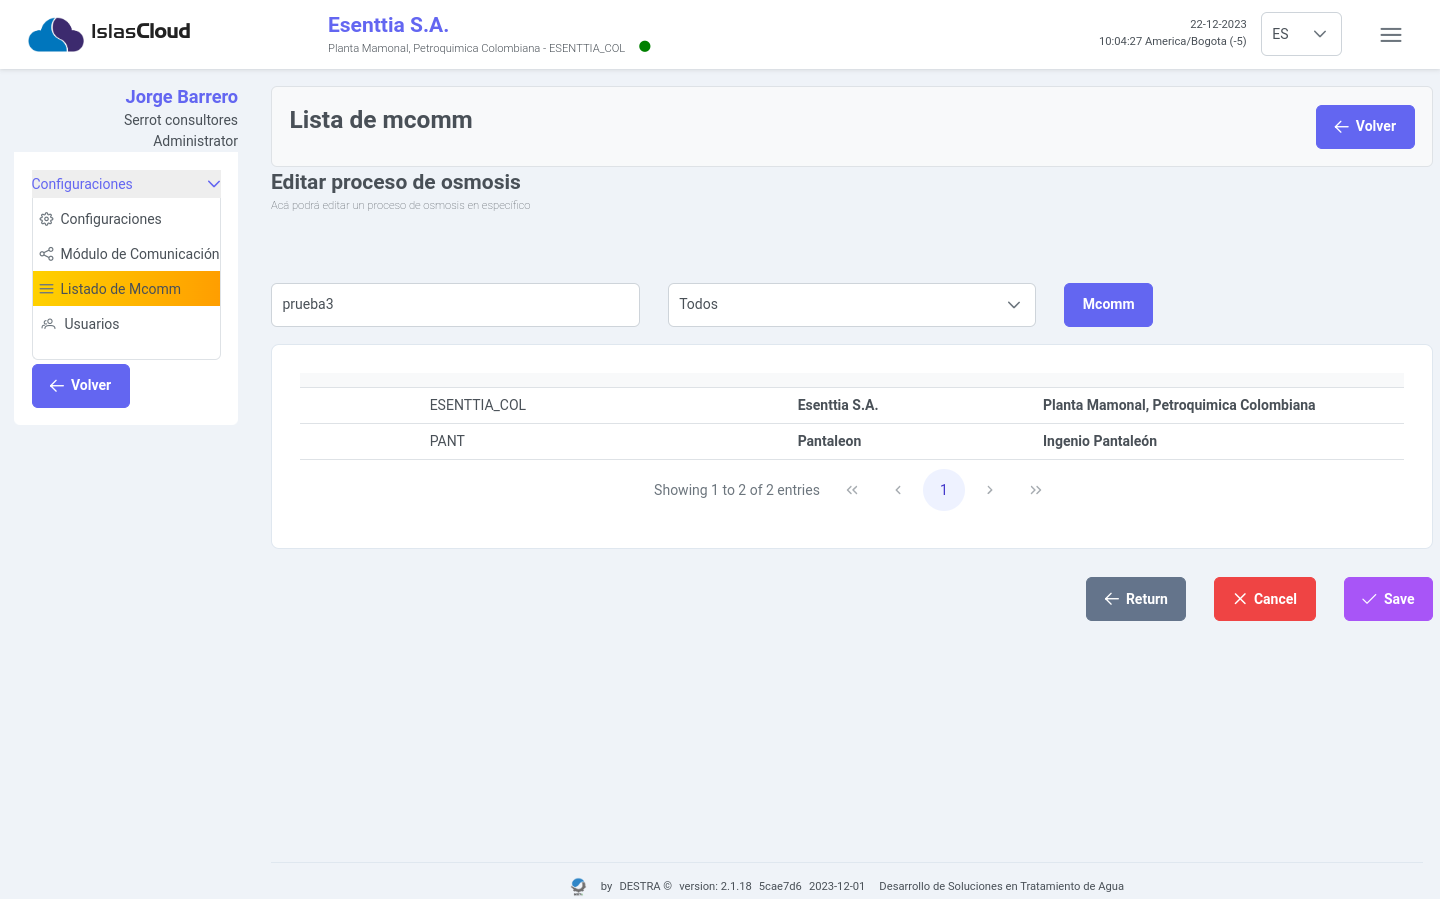 IslasCloud
Esenttia S.A.
Planta Mamonal, Petroquimica Colombiana - ESENTTIA_COL
22-12-2023
10:04:27 America/Bogota (-5)
ES
Jorge Barrero
Serrot consultores
Administrator
Configuraciones
Configuraciones
Módulo de Comunicación
Listado de Mcomm
Usuarios
Volver
Lista de mcomm
Volver
Editar proceso de osmosis
Acá podrá editar un proceso de osmosis en específico
prueba3
Todos
Mcomm
ESENTTIA_COL Esenttia S.A. Planta Mamonal, Petroquimica Colombiana
PANT Pantaleon Ingenio Pantaleón
Showing 1 to 2 of 2 entries 1
Return Cancel Save
by DESTRA © version: 2.1.18 5cae7d6 2023-12-01 Desarrollo de Soluciones en Tratamiento de Agua